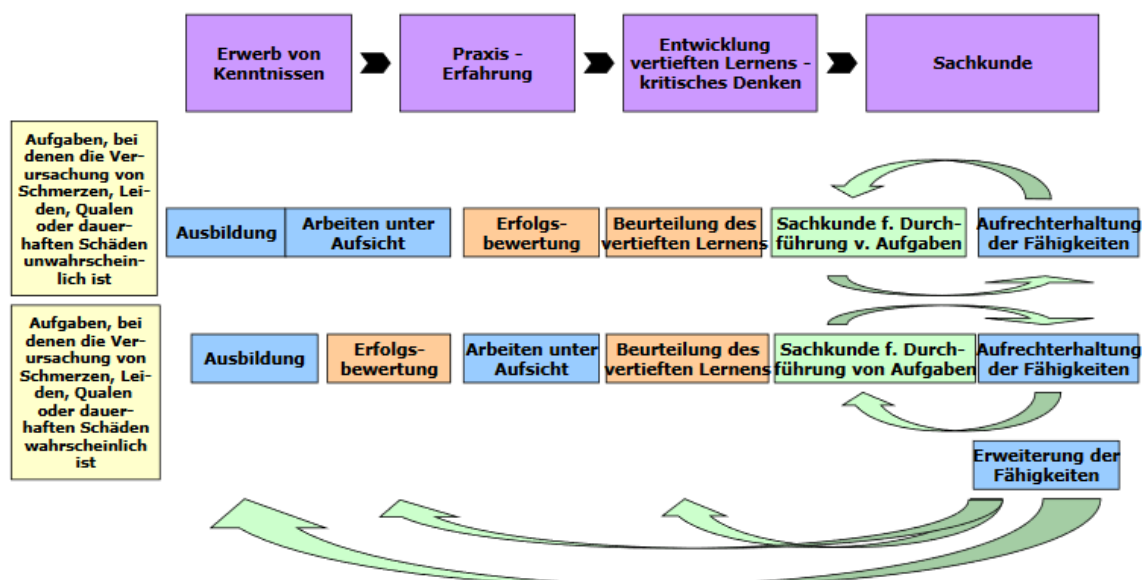 Erwerb von
Kenntnissen
Praxis -
Erfahrung
Entwicklung
vertieften Lernens -
kritisches Denken
Sachkunde
Aufgaben, bei
denen die Ver-
ursachung von
Schmerzen, Lei-
den, Qualen
oder dauer-
haften Schäden
unwahrschein-
lich ist
Ausbildung
Arbeiten unter
Aufsicht
Erfolgs-
bewertung
Beurteilung des
vertieften Lernens
Sachkunde f. Durch-
führung v. Aufgaben
Aufrechterhaltung
der Fähigkeiten
Aufgaben, bei
denen die Ver-
ursachung von
Schmerzen, Lei-
den, Qualen
oder dauer-
haften Schäden
wahrscheinlich
ist
Ausbildung
Erfolgs-
bewertung
Arbeiten unter
Aufsicht
Beurteilung des
vertieften Lernens
Sachkunde f. Durch-
führung von Aufgaben
Aufrechterhaltung
der Fähigkeiten
Erweiterung der
Fähigkeiten